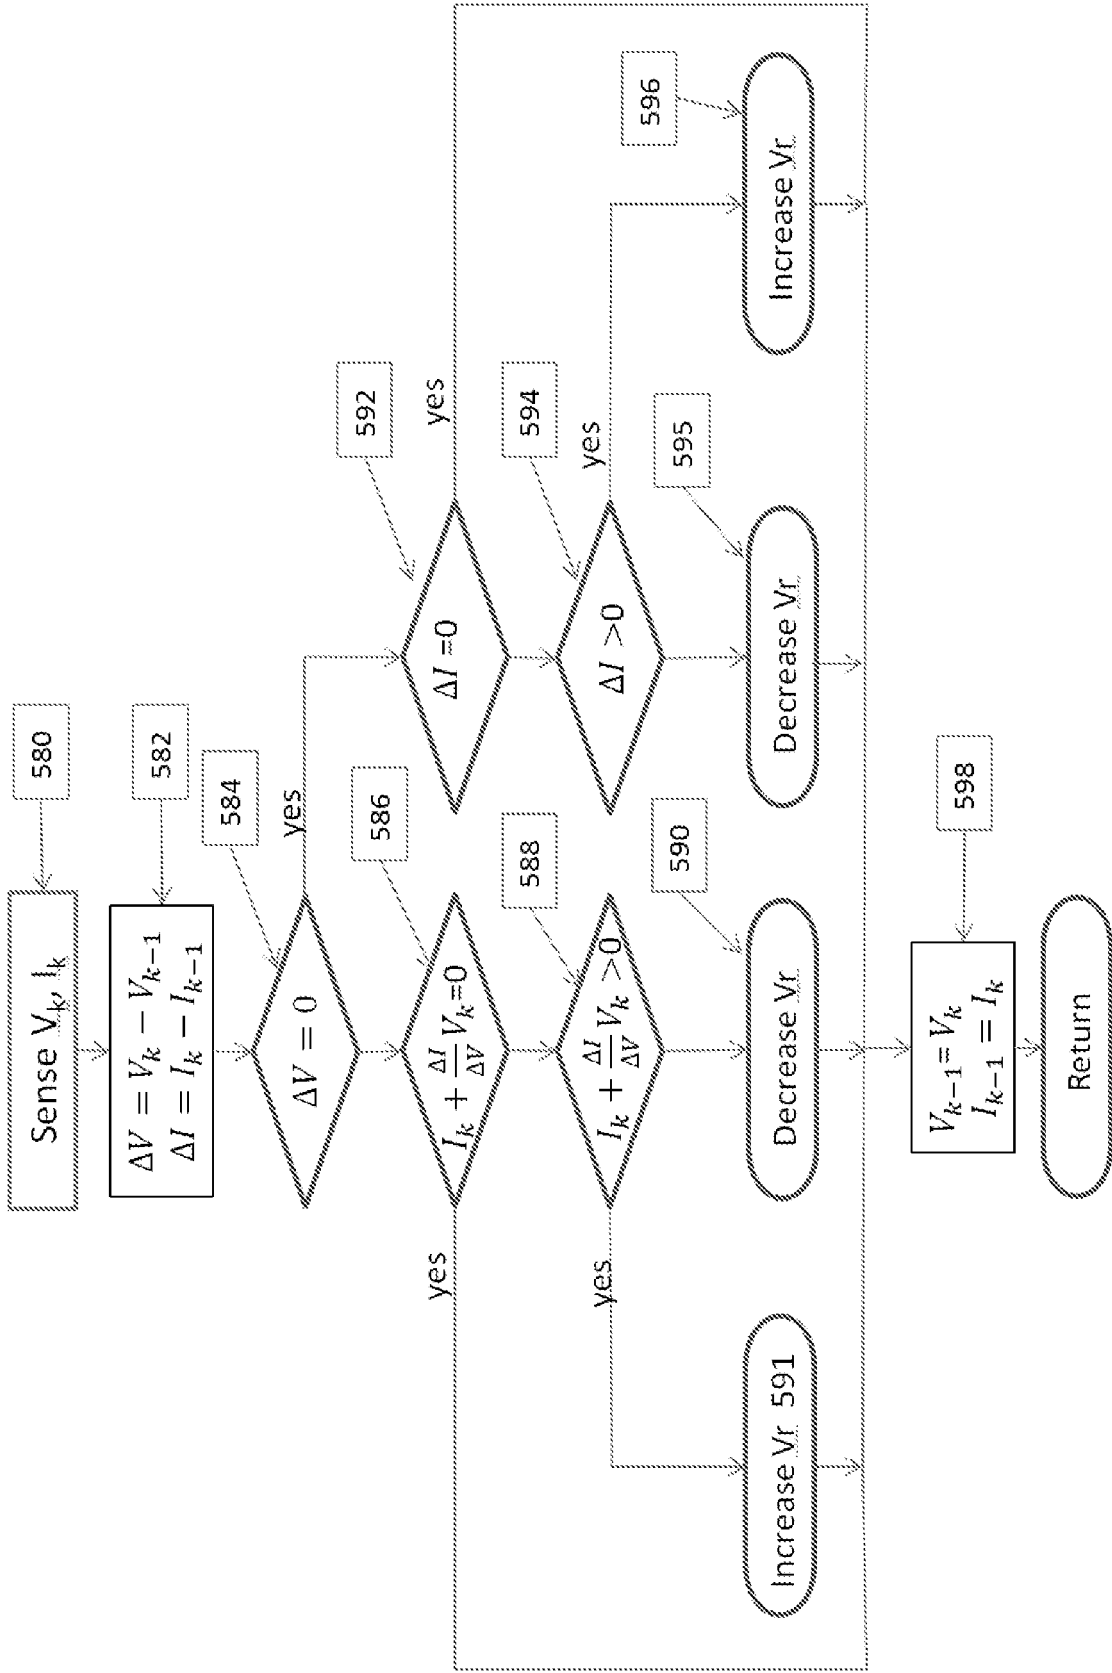 Sense V_k, I_k
580
ΔV = V_k − V_{k−1}
ΔI = I_k − I_{k−1}
582
ΔV = 0
584
yes
I_k + ΔI/ΔV V_k=0
586
yes
ΔI =0
592
yes
I_k + ΔI/ΔV V_k >0
588
yes
ΔI >0
594
yes
Increase Vr 591
Decrease Vr
590
Decrease Vr
595
Increase Vr
596
V_{k−1} = V_k
I_{k−1} = I_k
598
Return